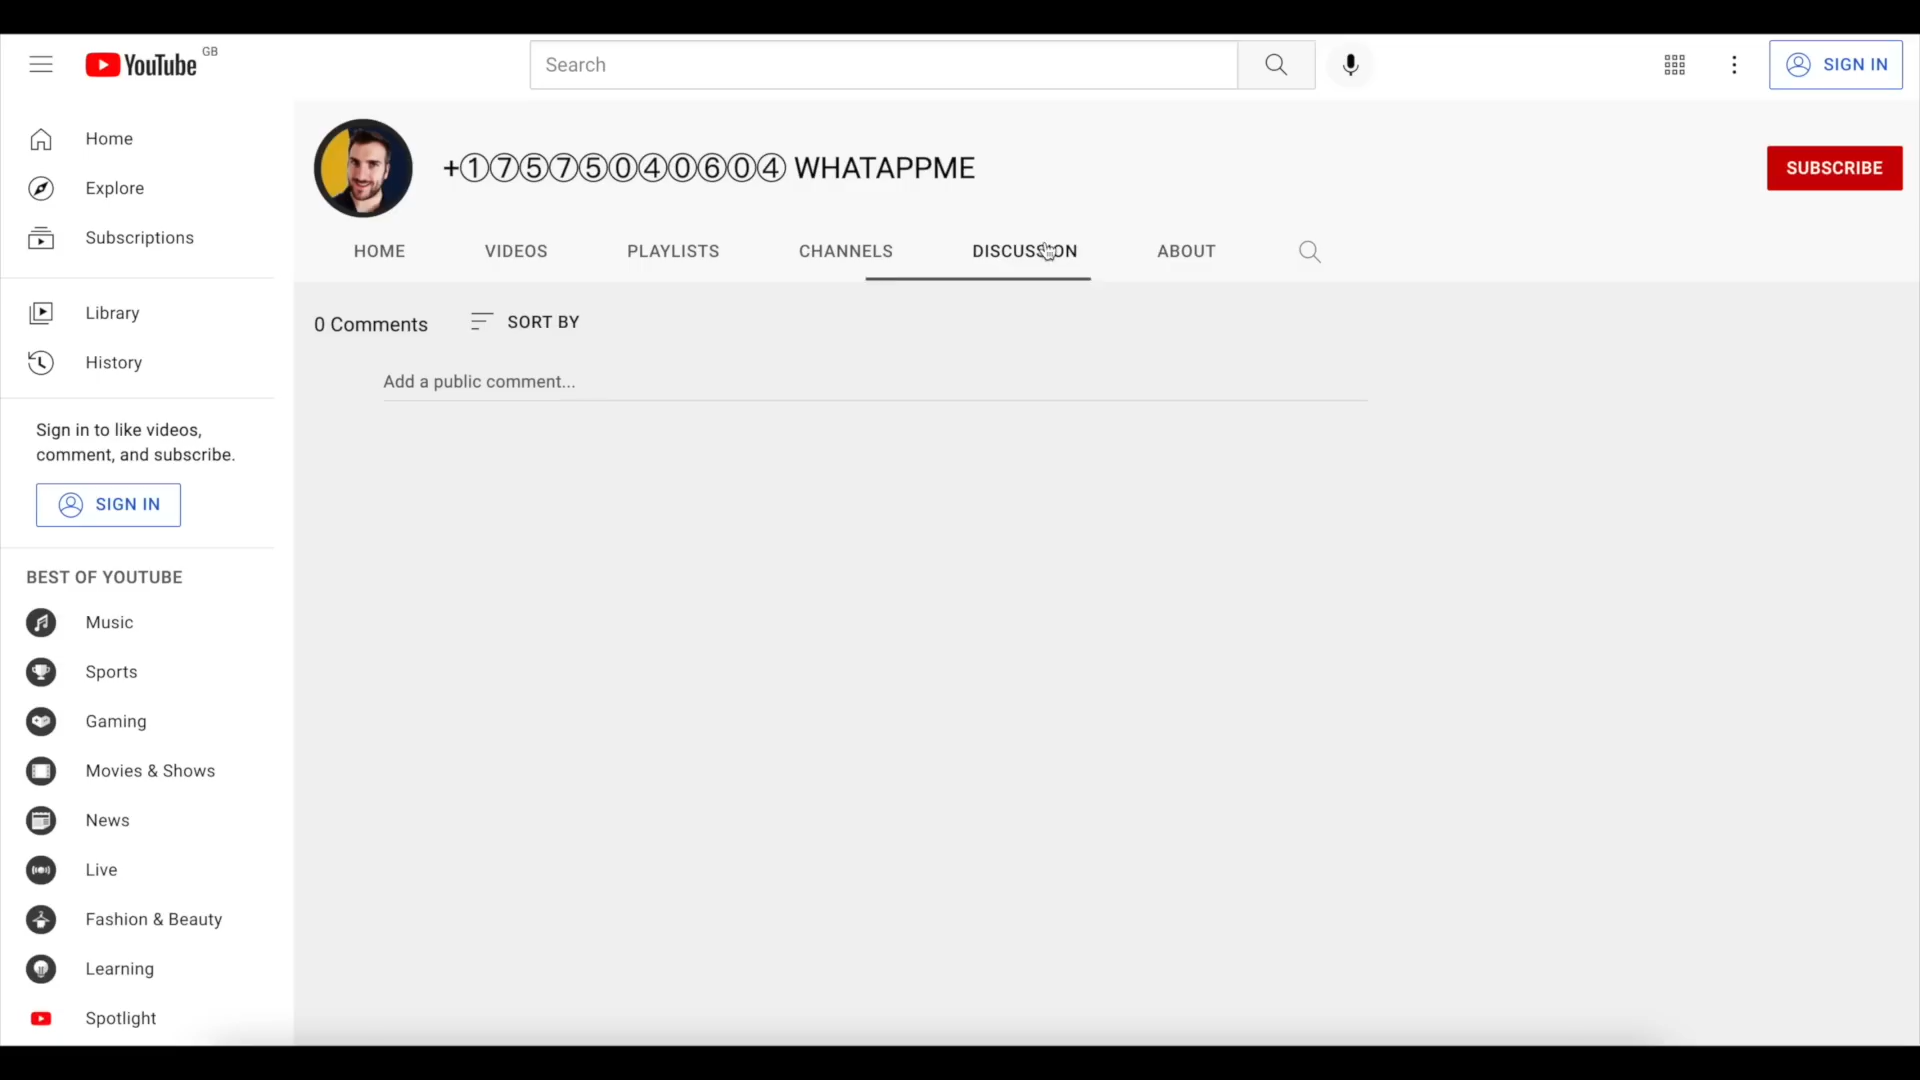 YouTube GB
Search
SIGN IN
Home
Explore
Subscriptions
Library
History
Sign in to like videos,
comment, and subscribe.
SIGN IN
BEST OF YOUTUBE
Music
Sports
Gaming
Movies & Shows
News
Live
Fashion & Beauty
Learning
Spotlight
+①⑦⑤⑦⑤⓪④⓪⑥⓪④ WHATAPPME
SUBSCRIBE
HOME VIDEOS PLAYLISTS CHANNELS DISCUSSION ABOUT
0 Comments SORT BY
Add a public comment...